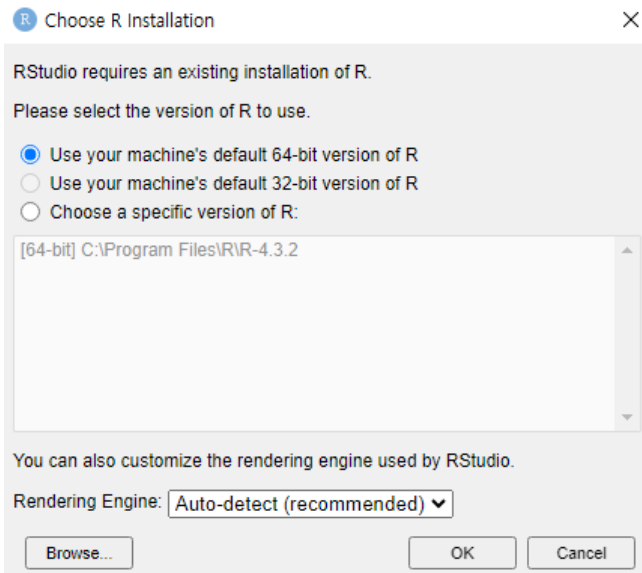 R Choose R Installation
RStudio requires an existing installation of R.
Please select the version of R to use.
Use your machine's default 64-bit version of R
Use your machine's default 32-bit version of R
Choose a specific version of R:
[64-bit] C:\Program Files\R\R-4.3.2
You can also customize the rendering engine used by RStudio.
Rendering Engine: Auto-detect (recommended)
Browse... OK Cancel